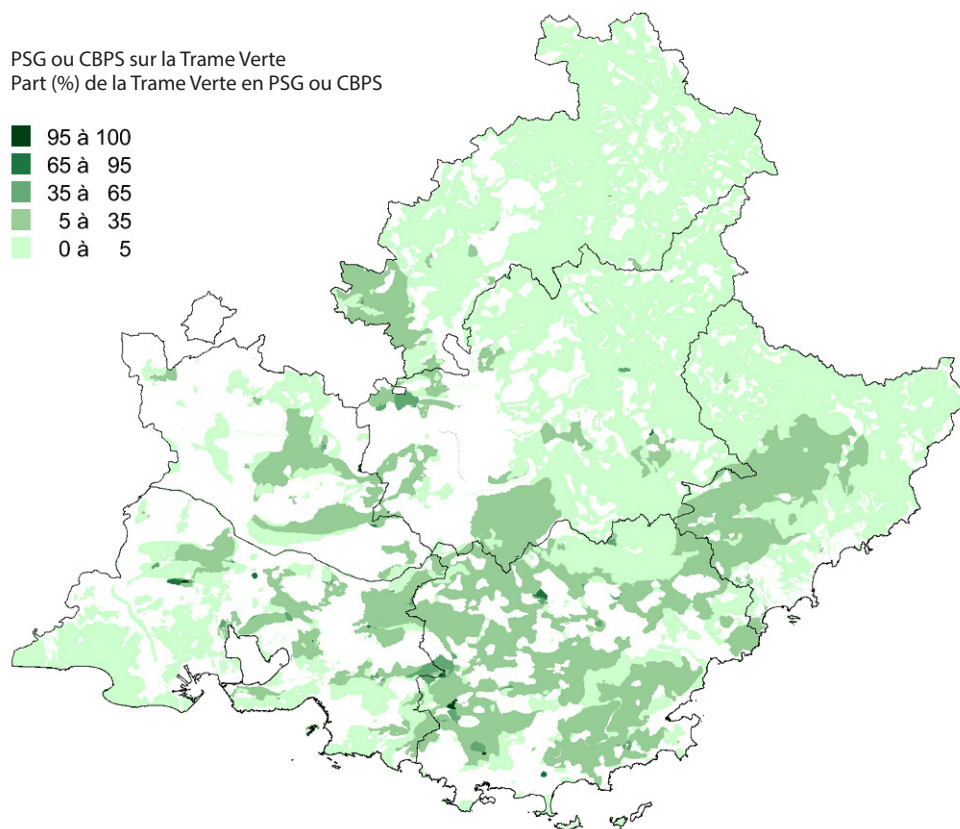 PSG ou CBPS sur la Trame Verte
Part (%) de la Trame Verte en PSG ou CBPS
95 à 100
65 à 95
35 à 65
5 à 35
0 à 5